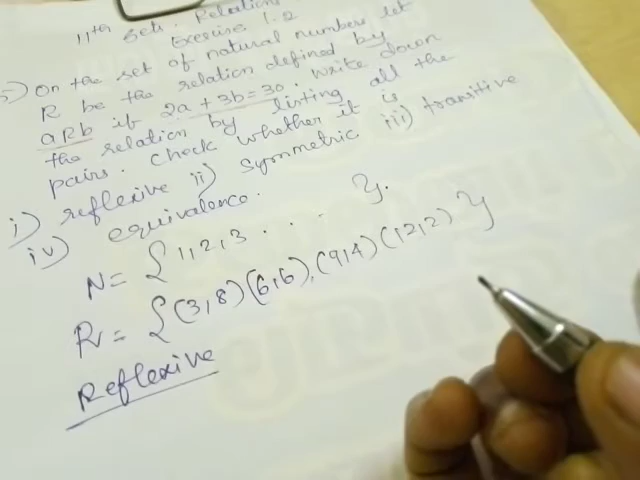 11th Sets. Relation
Exercise 1.2
5) On the set of natural numbers let
R be the relation defined by
aRb if 2a + 3b = 30. Write down
the relation by listing all the
pairs. Check whether it is
i) reflexive ii) Symmetric iii) transitive
iv) equivalence.
N = { 1, 2, 3 . . . . }.
R = { (3,8) (6,6), (9,4) (12,2) }
Reflexive